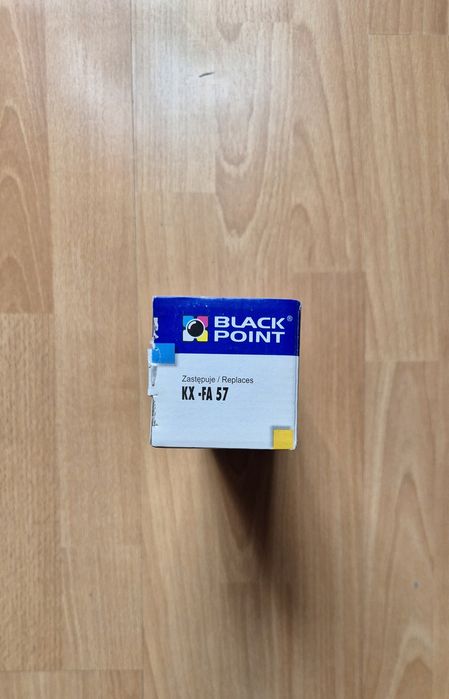 BLACK®
POINT
Zastępuje / Replaces
KX -FA 57